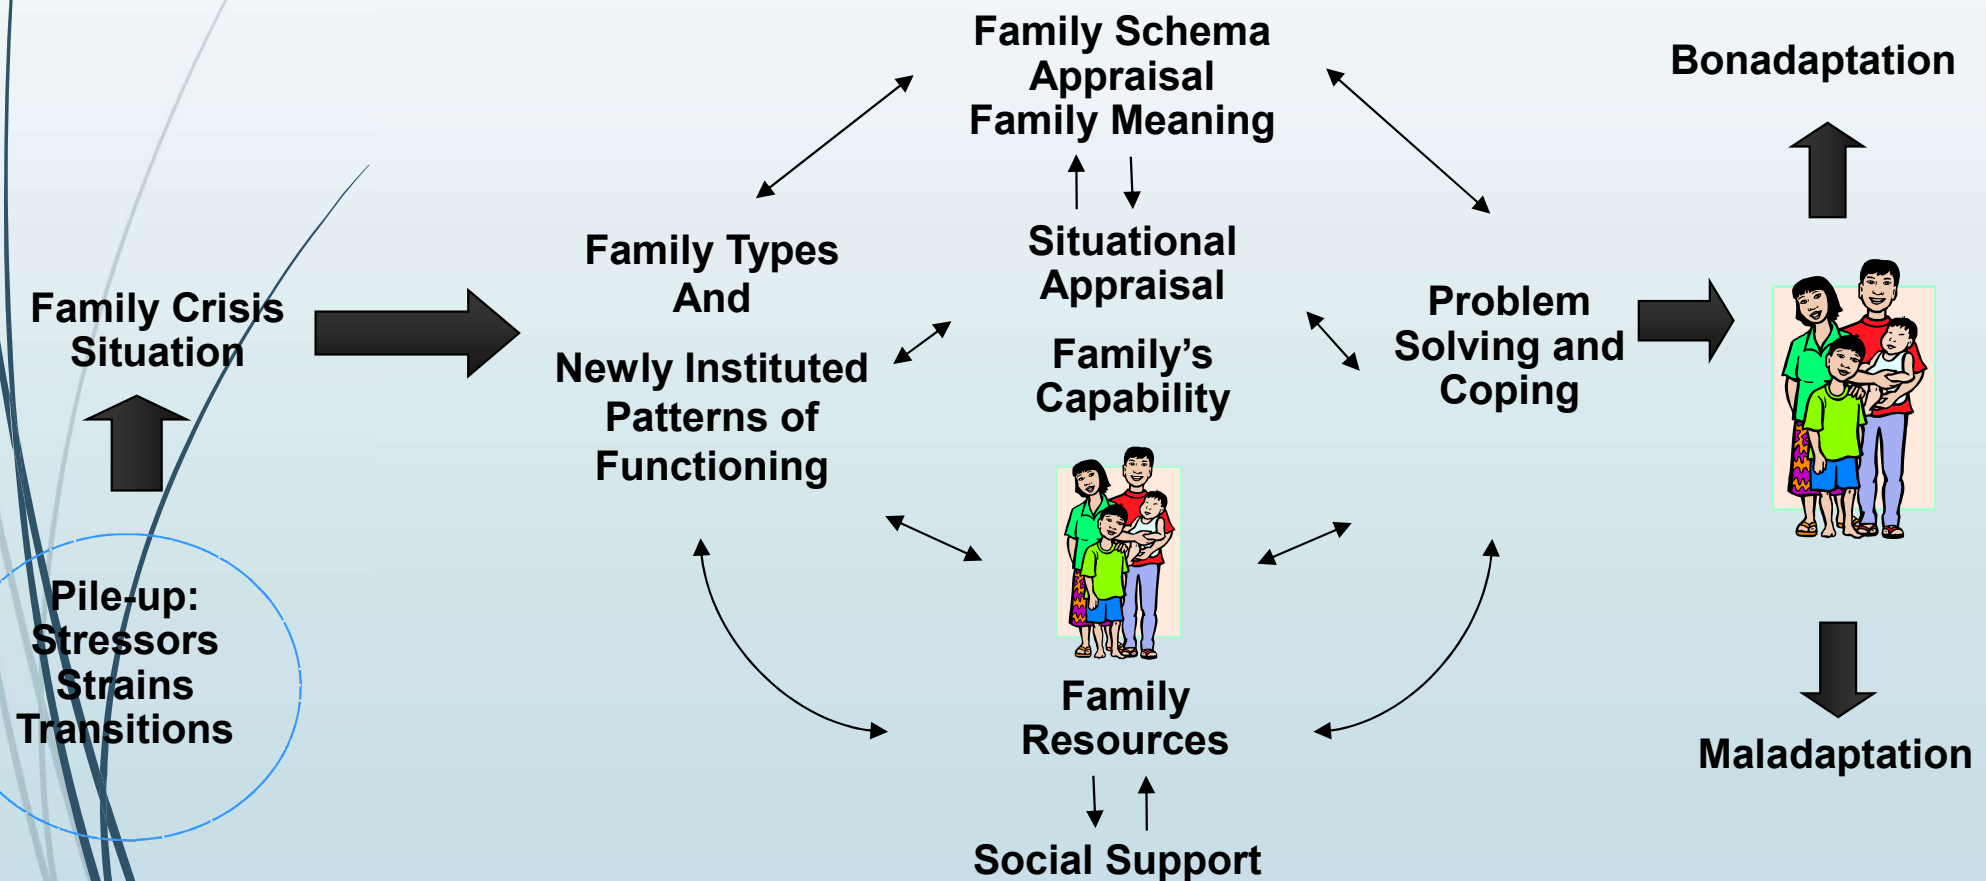 Family Schema
Appraisal
Family Meaning
Bonadaptation
Situational
Appraisal
Family Types
And
Newly Instituted
Patterns of
Functioning
Family Crisis
Situation
Family’s
Capability
Problem
Solving and
Coping
Pile-up:
Stressors
Strains
Transitions
Family
Resources
Maladaptation
Social Support